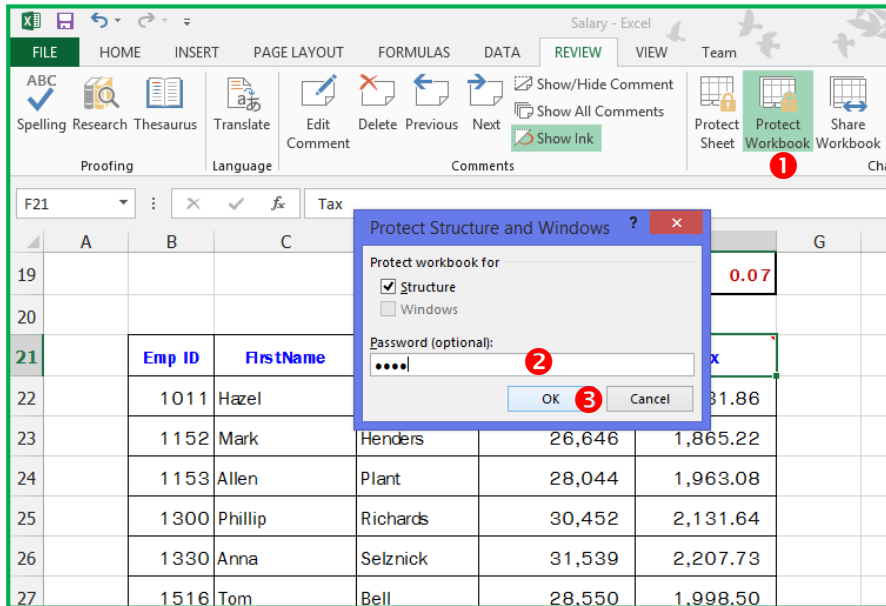 Salary - Excel
FILE HOME INSERT PAGE LAYOUT FORMULAS DATA REVIEW VIEW Team
ABC
Spelling Research Thesaurus Translate Edit Comment Delete Previous Next
Show/Hide Comment
Show All Comments
Show Ink
Protect Sheet Protect Workbook Share Workbook
Proofing Language Comments
1
F21 fx Tax
A B C G
Protect Structure and Windows ? ×
Protect workbook for
Structure
Windows
Password (optional):
••••
2
OK 3 Cancel
19 0.07
20
21 Emp ID FirstName x
22 1011 Hazel 31.86
23 1152 Mark Henders 26,646 1,865.22
24 1153 Allen Plant 28,044 1,963.08
25 1300 Phillip Richards 30,452 2,131.64
26 1330 Anna Selznick 31,539 2,207.73
27 1516 Tom Bell 28,550 1,998.50